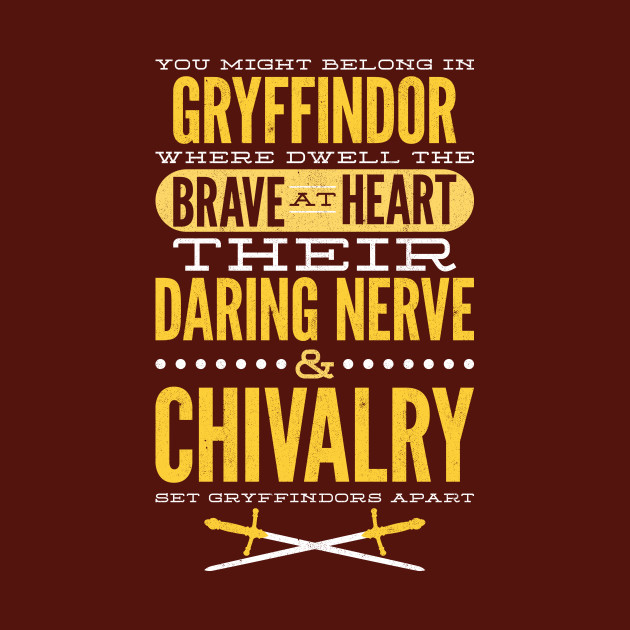 YOU MIGHT BELONG IN
GRYFFINDOR
WHERE DWELL THE
BRAVE AT HEART
THEIR
DARING NERVE
&
CHIVALRY
SET GRYFFINDORS APART